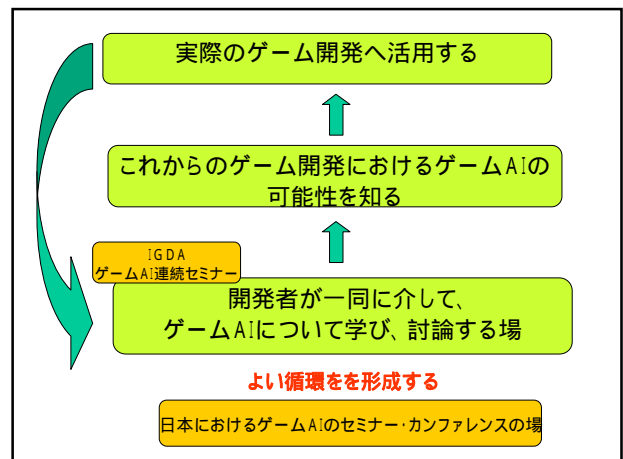 実際のゲーム開発へ活用する
これからのゲーム開発におけるゲームAIの
可能性を知る
IGDA
ゲームAI連続セミナー
開発者が一同に介して、
ゲームAIについて学び、討論する場
よい循環をを形成する
日本におけるゲームAIのセミナー・カンファレンスの場